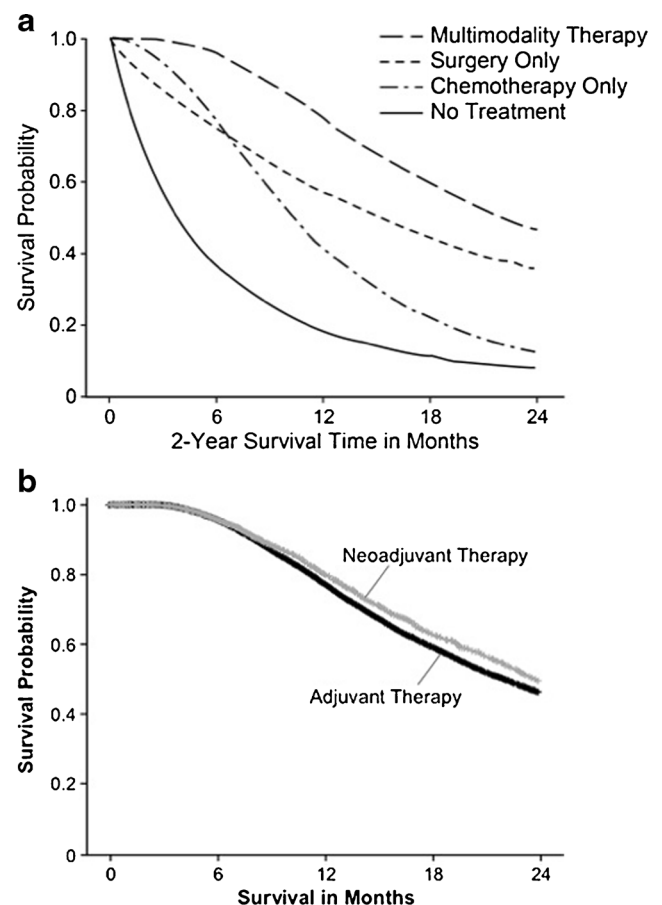 a
Multimodality Therapy
Surgery Only
Chemotherapy Only
No Treatment
Survival Probability
1.0
0.8
0.6
0.4
0.2
0
0 6 12 18 24
2-Year Survival Time in Months
b
Survival Probability
1.0
0.8
0.6
0.4
0.2
0
Neoadjuvant Therapy
Adjuvant Therapy
0 6 12 18 24
Survival in Months